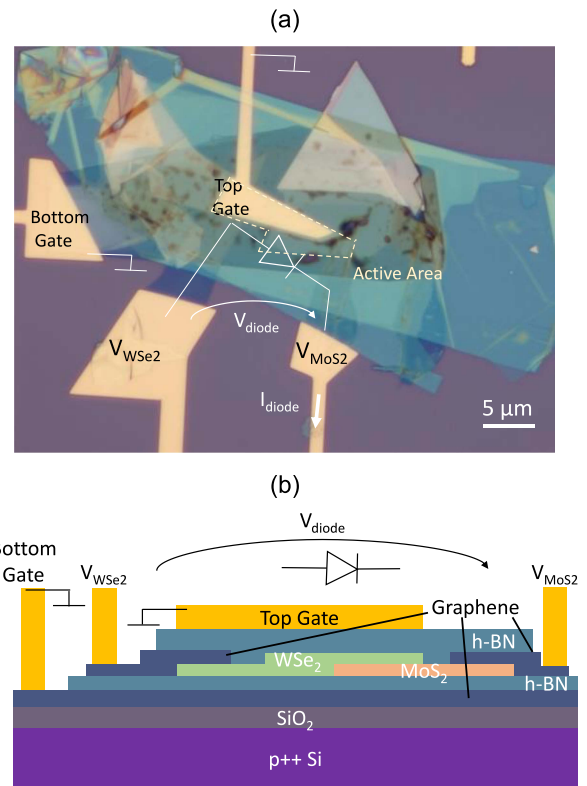 (a)
Top
Gate
Bottom
Gate
Active Area
V_diode
V_WSe2
V_MoS2
I_diode
5 μm
(b)
V_diode
Bottom
Gate
V_WSe2
V_MoS2
Graphene
Top Gate
h-BN
WSe₂
MoS₂
h-BN
SiO₂
p++ Si